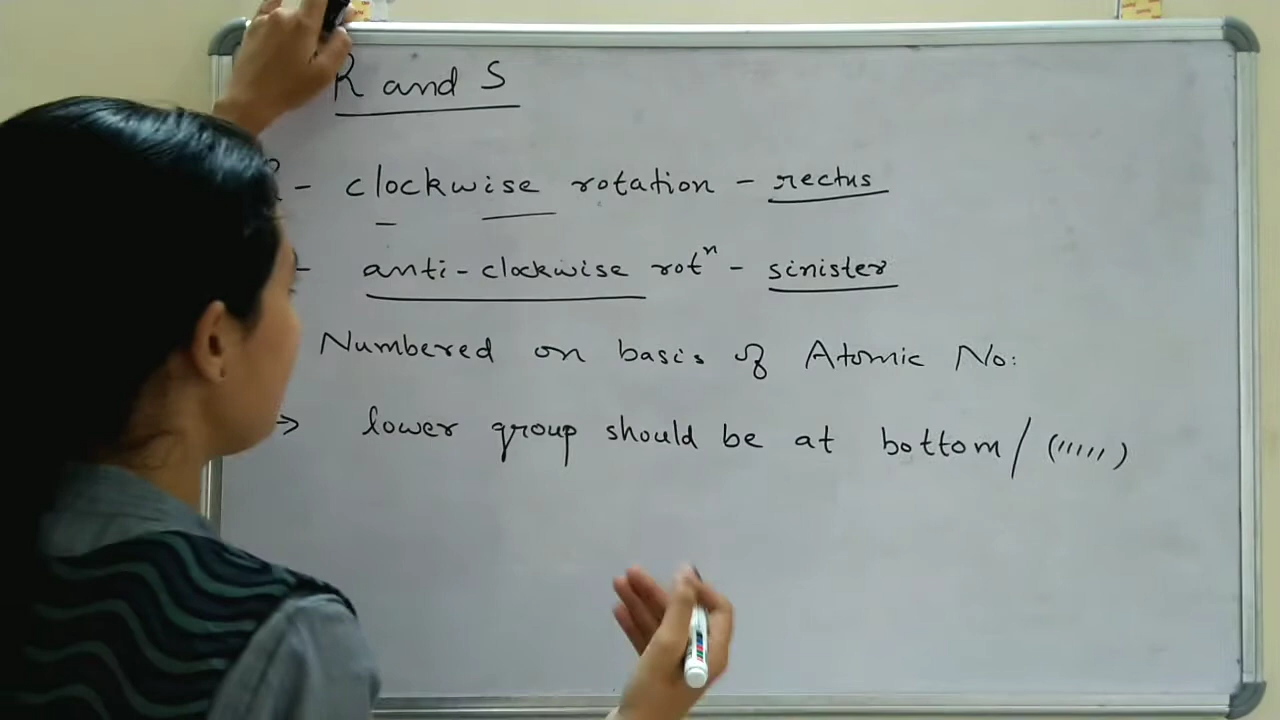 R and S
R - clockwise rotation - rectus
- anti-clockwise rotⁿ - sinister
Numbered on basis of Atomic No:
→ lower group should be at bottom / (''''')